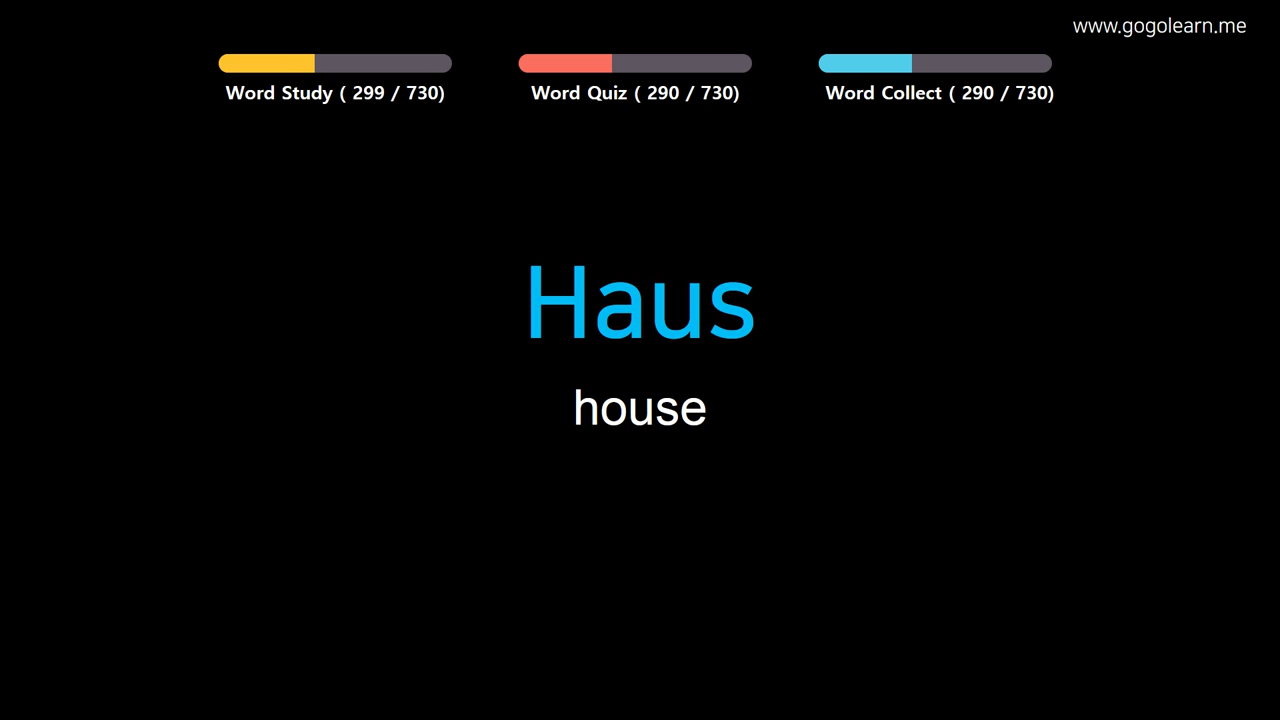 www.gogolearn.me
Word Study ( 299 / 730)
Word Quiz ( 290 / 730)
Word Collect ( 290 / 730)
Haus
house